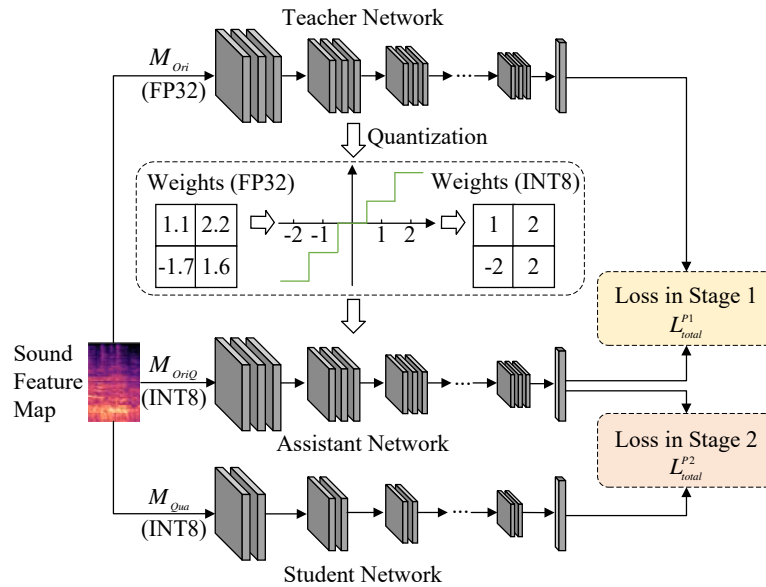 Teacher Network
M_Ori
(FP32)
...
Quantization
Weights (FP32)
Weights (INT8)
1.1 2.2
-1.7 1.6
-2 -1 1 2
1 2
-2 2
Loss in Stage 1
L_total^P1
Sound
Feature
Map
M_OriQ
(INT8)
...
Assistant Network
Loss in Stage 2
L_total^P2
M_Qua
(INT8)
...
Student Network